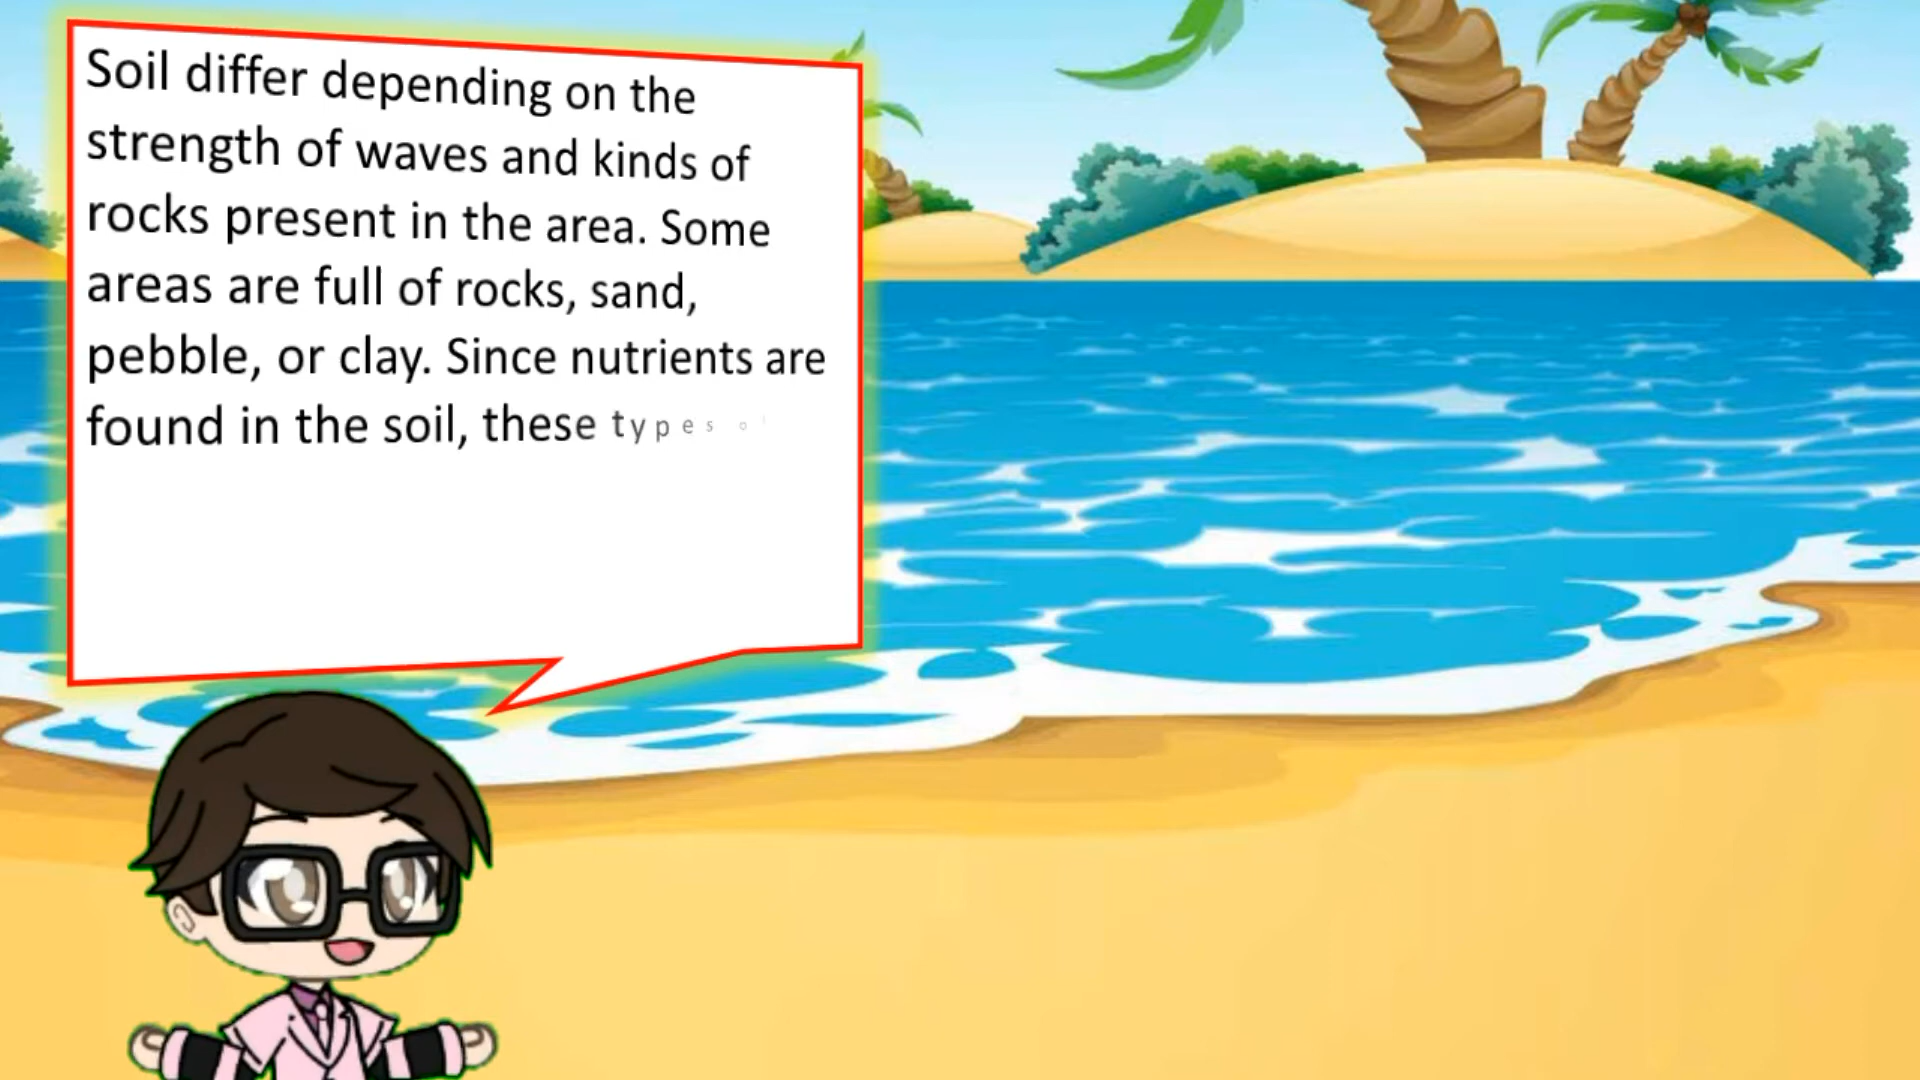 Soil differ depending on the
strength of waves and kinds of
rocks present in the area. Some
areas are full of rocks, sand,
pebble, or clay. Since nutrients are
found in the soil, these types